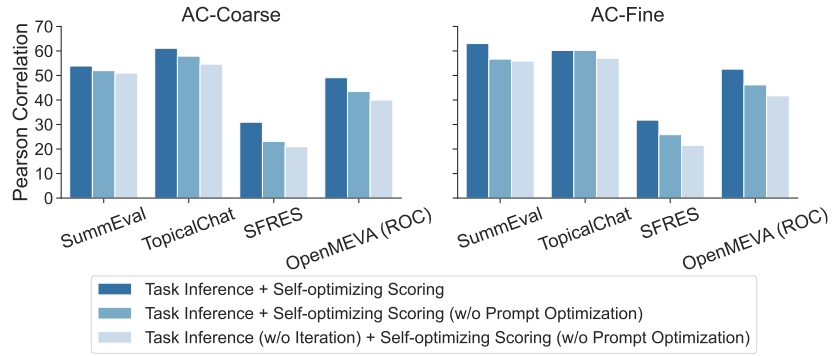 AC-Coarse
AC-Fine
Pearson Correlation
70
60
50
40
30
20
10
0
SummEval
TopicalChat
SFRES
OpenMEVA (ROC)
SummEval
TopicalChat
SFRES
OpenMEVA (ROC)
Task Inference + Self-optimizing Scoring
Task Inference + Self-optimizing Scoring (w/o Prompt Optimization)
Task Inference (w/o Iteration) + Self-optimizing Scoring (w/o Prompt Optimization)